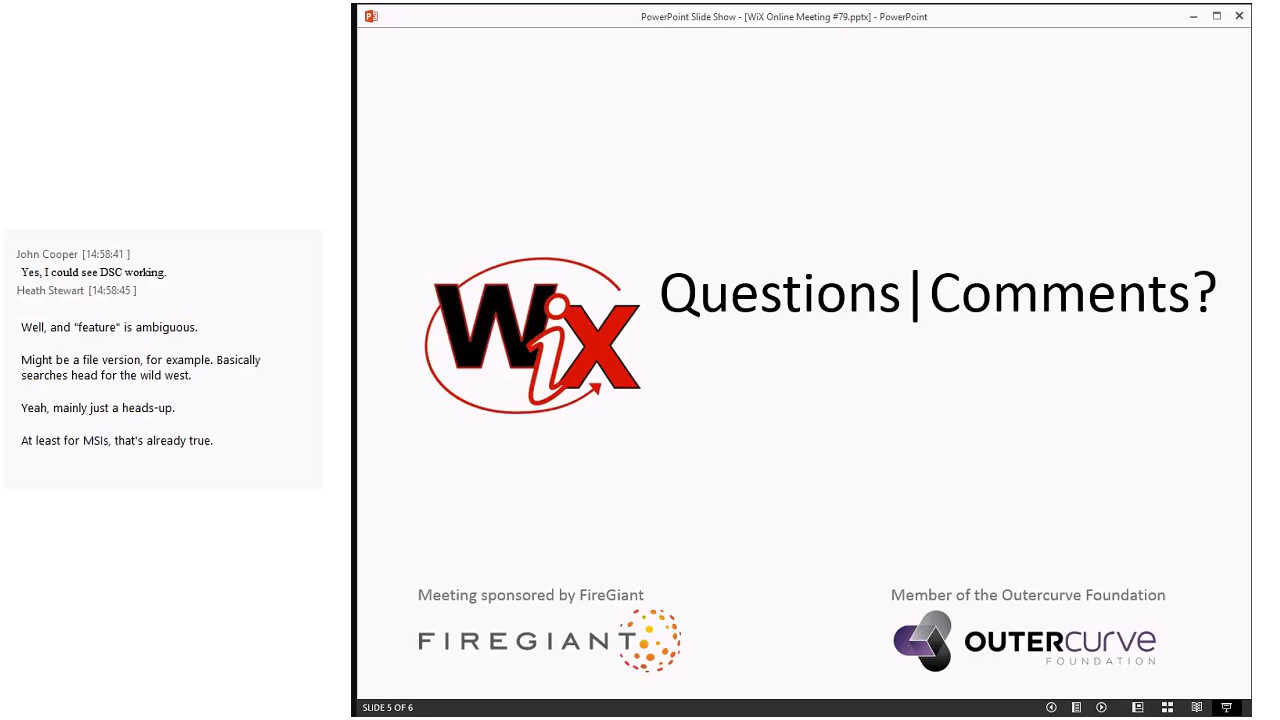 PowerPoint Slide Show - [WiX Online Meeting #79.pptx] - PowerPoint
John Cooper [14:58:41 ]
Yes, I could see DSC working.
Heath Stewart [14:58:45 ]
Well, and "feature" is ambiguous.
Might be a file version, for example. Basically
searches head for the wild west.
Yeah, mainly just a heads-up.
At least for MSIs, that's already true.
WiX
Questions|Comments?
Meeting sponsored by FireGiant
FIREGIANT
Member of the Outercurve Foundation
OUTERCURVE
FOUNDATION
SLIDE 5 OF 6